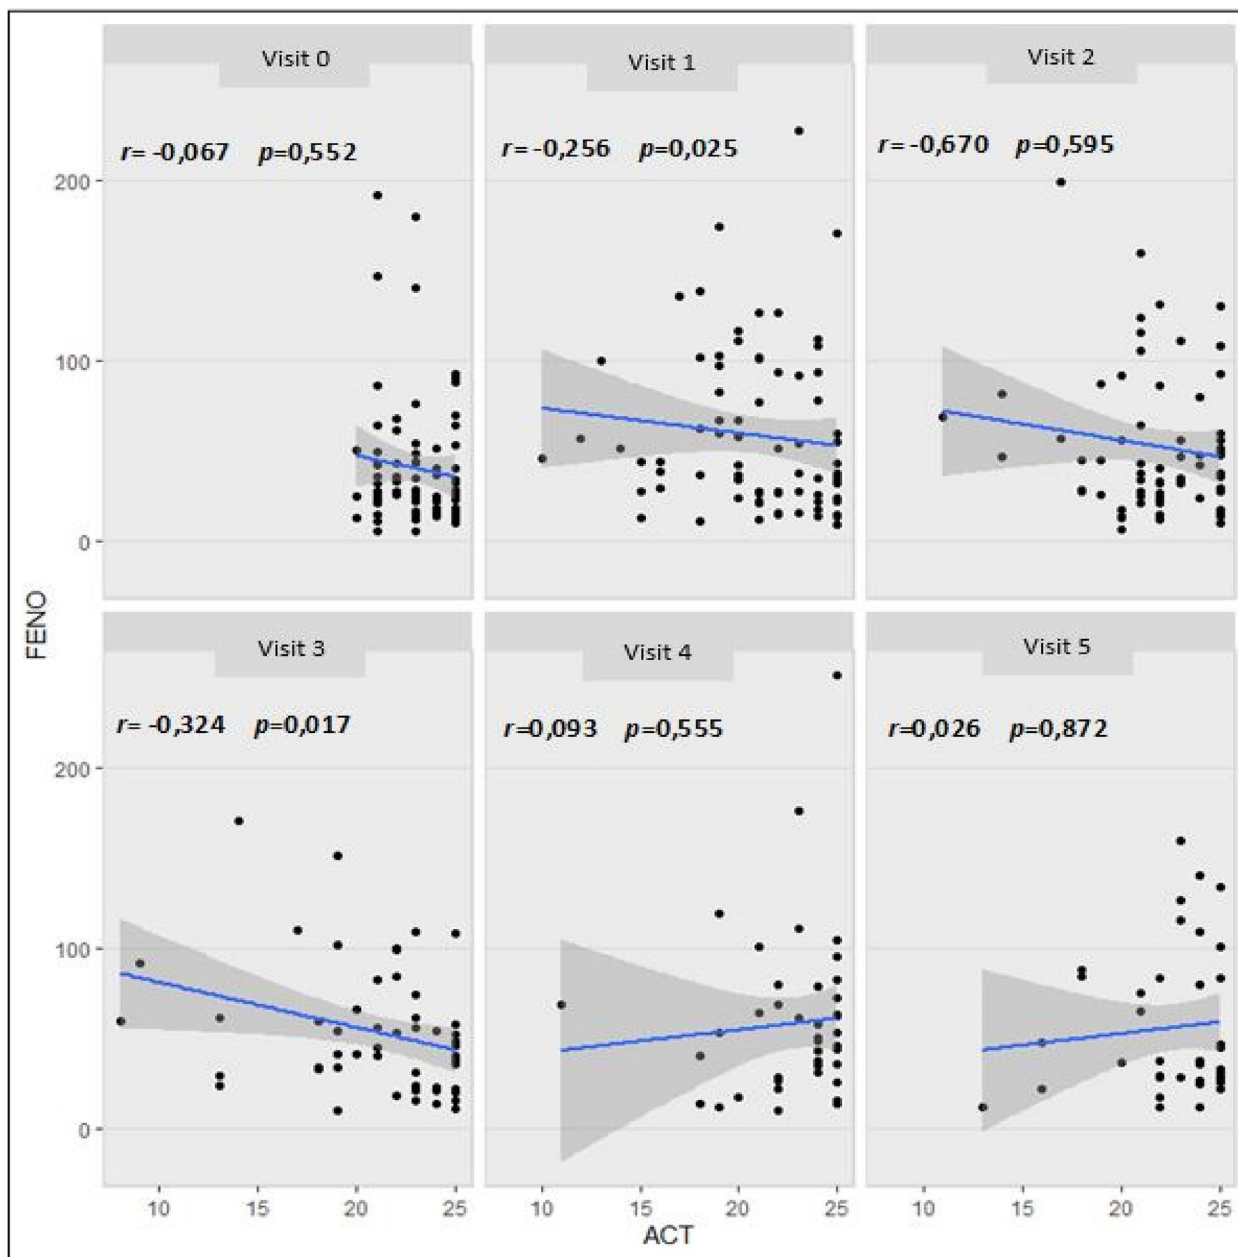 Visit 0
Visit 1
Visit 2
r= -0,067 p=0,552
r= -0,256 p=0,025
r= -0,670 p=0,595
200
100
0
FENO
Visit 3
Visit 4
Visit 5
r= -0,324 p=0,017
r=0,093 p=0,555
r=0,026 p=0,872
200
100
0
10 15 20 25
10 15 20 25
10 15 20 25
ACT